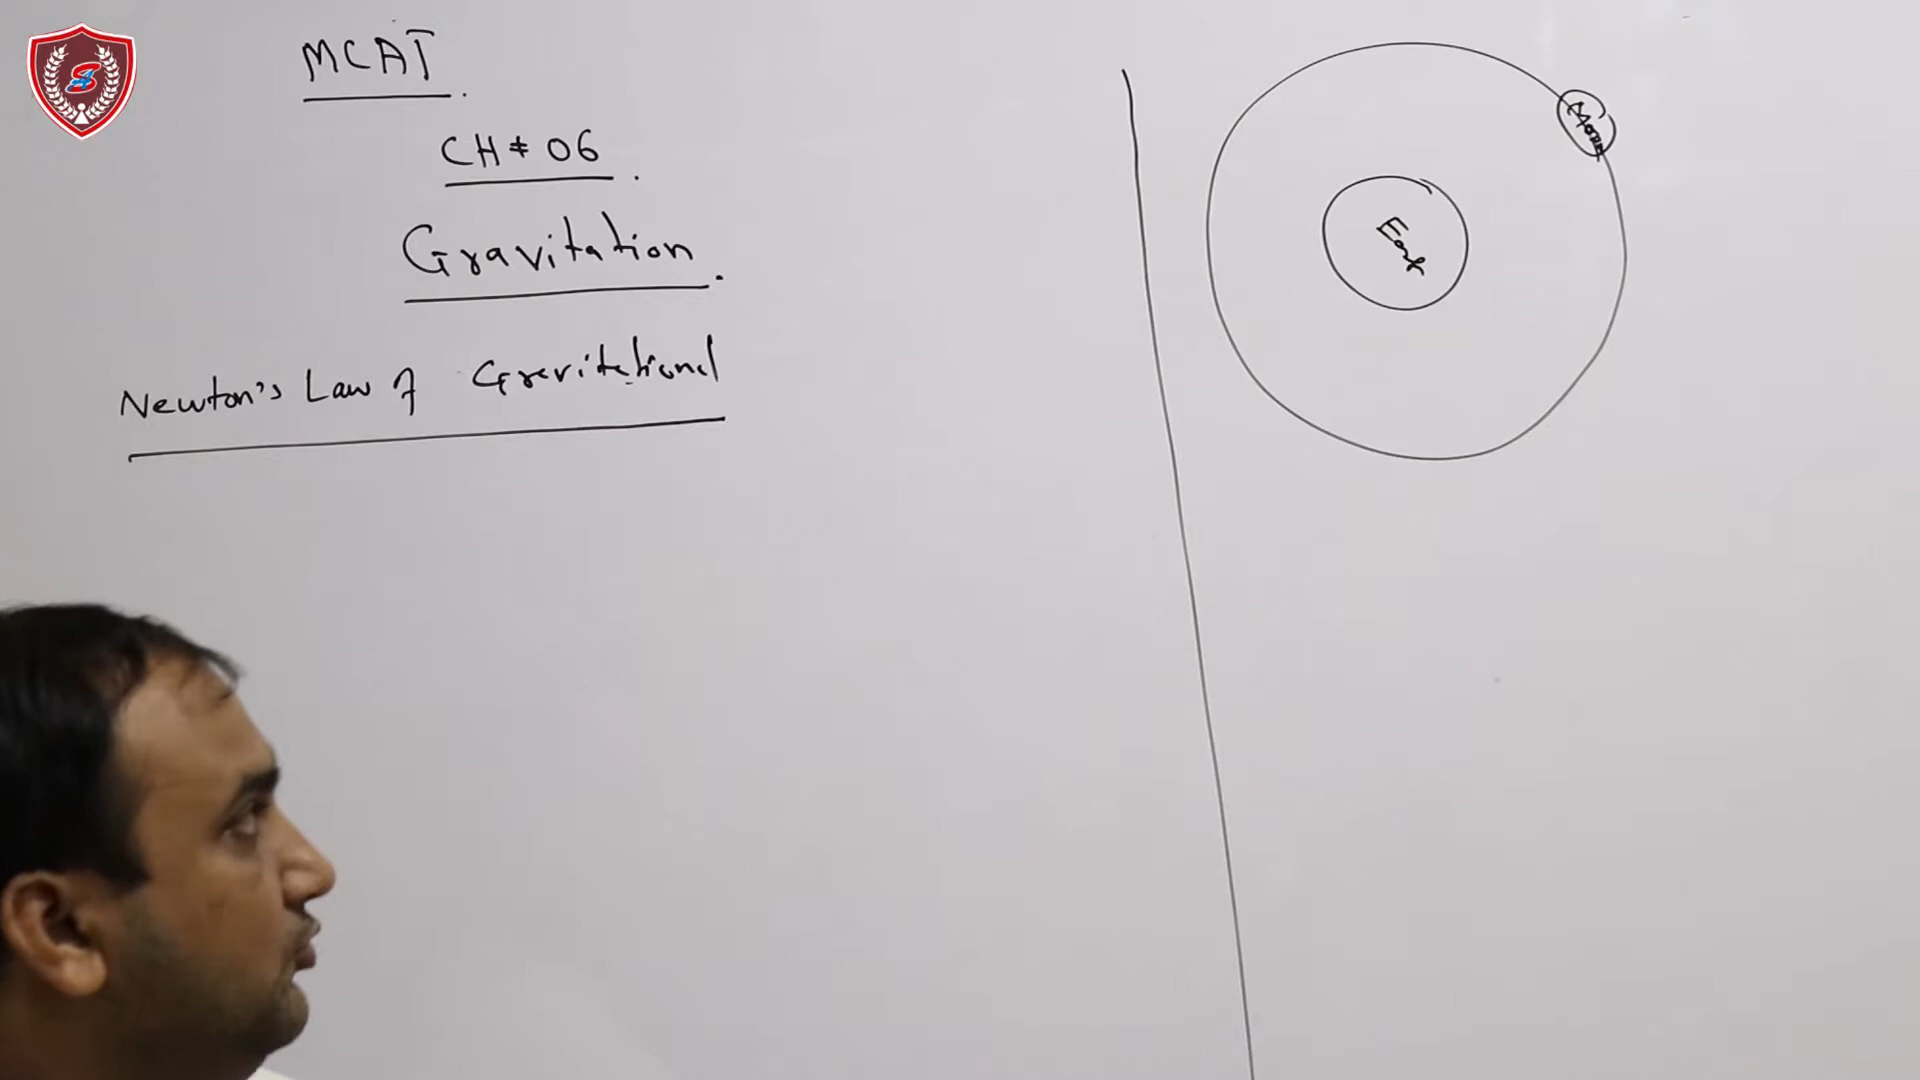 MCAT.
CH # 06.
Gravitation.
Newton's Law of Gravitational
Moon
Earth